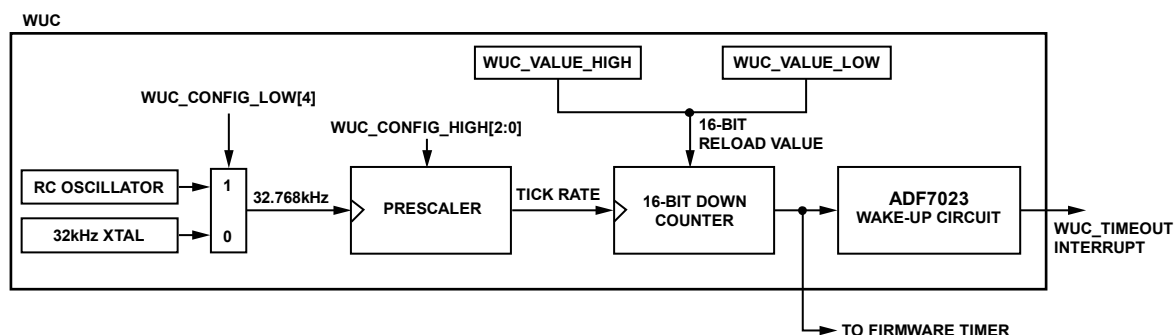 WUC
WUC_VALUE_HIGH
WUC_VALUE_LOW
WUC_CONFIG_LOW[4]
WUC_CONFIG_HIGH[2:0]
16-BIT
RELOAD VALUE
RC OSCILLATOR
1
32.768kHz
PRESCALER
TICK RATE
16-BIT DOWN
COUNTER
ADF7023
WAKE-UP CIRCUIT
32kHz XTAL
0
WUC_TIMEOUT
INTERRUPT
TO FIRMWARE TIMER